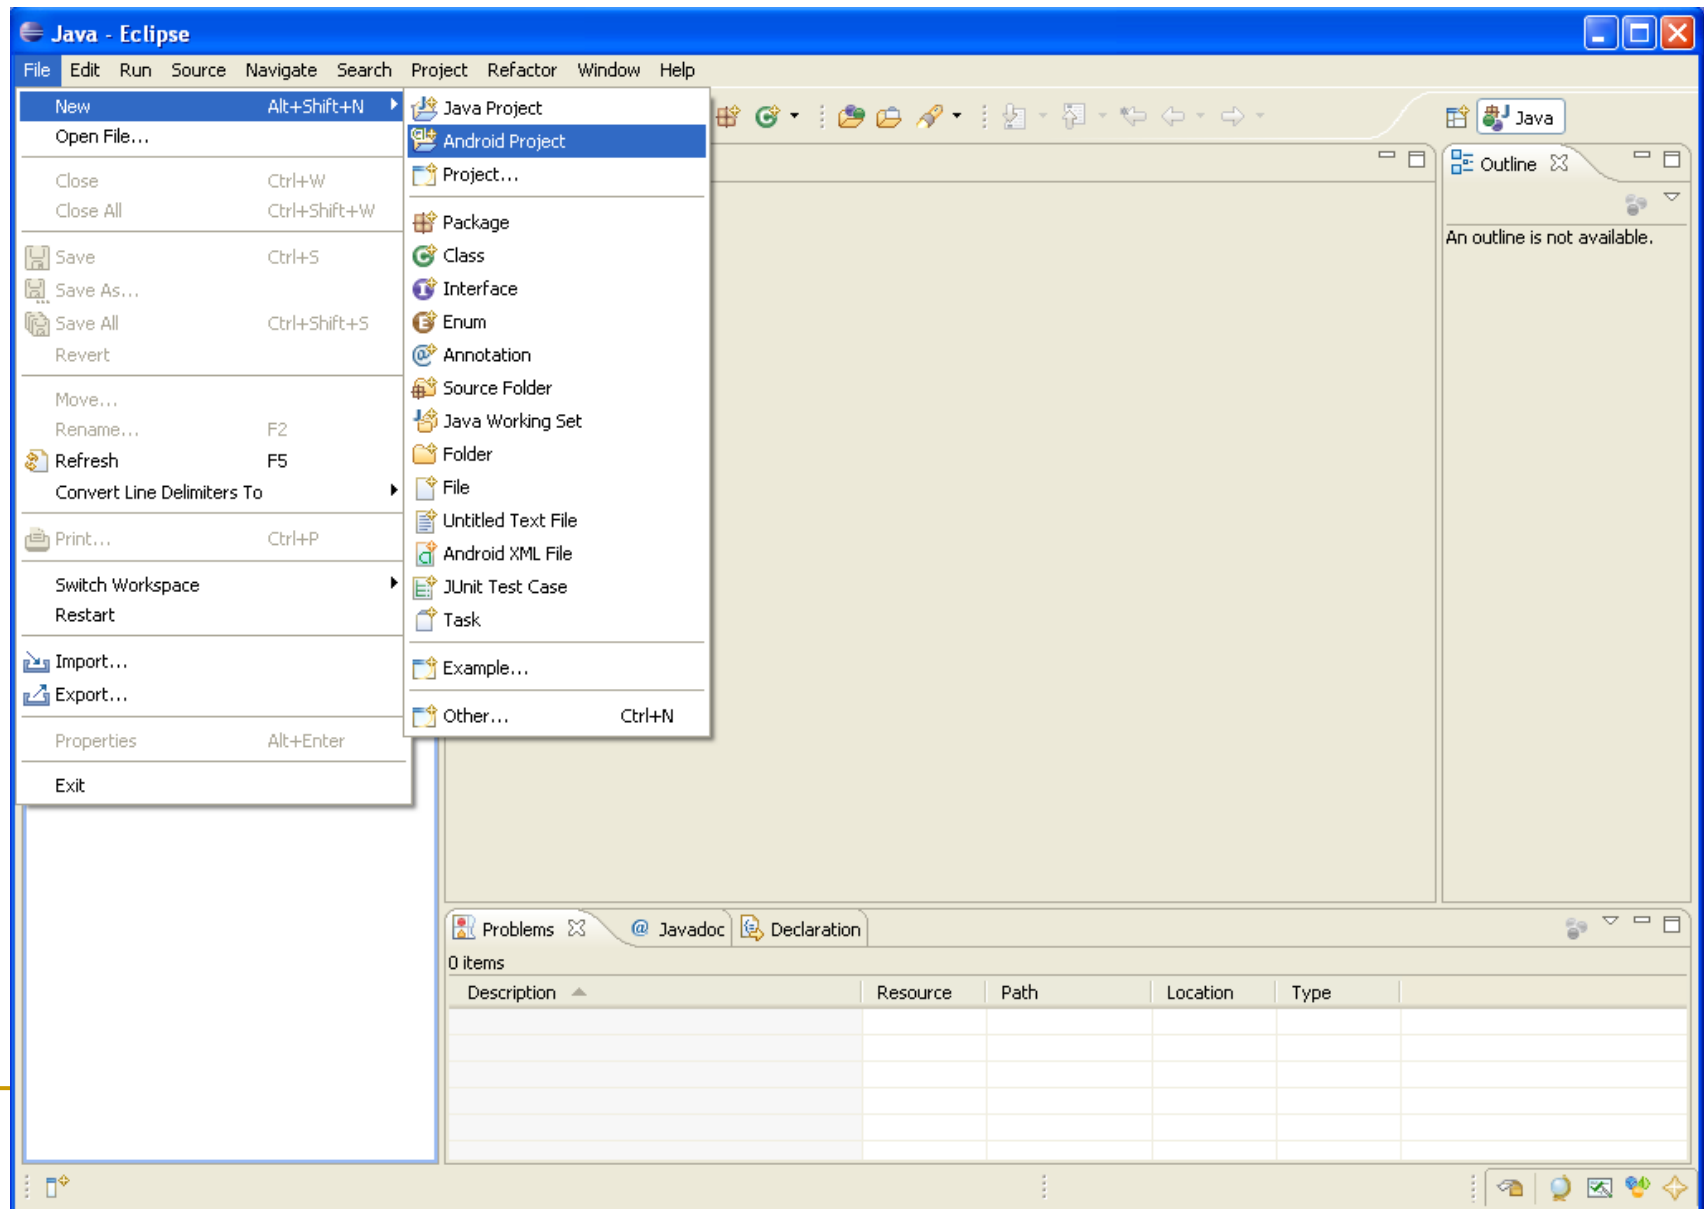 Java - Eclipse
File Edit Run Source Navigate Search Project Refactor Window Help
New Alt+Shift+N
Open File...
Close Ctrl+W
Close All Ctrl+Shift+W
Save Ctrl+S
Save As...
Save All Ctrl+Shift+S
Revert
Move...
Rename... F2
Refresh F5
Convert Line Delimiters To
Print... Ctrl+P
Switch Workspace
Restart
Import...
Export...
Properties Alt+Enter
Exit
Java Project
Android Project
Project...
Package
Class
Interface
Enum
Annotation
Source Folder
Java Working Set
Folder
File
Untitled Text File
Android XML File
JUnit Test Case
Task
Example...
Other... Ctrl+N
Java
Outline
An outline is not available.
Problems @ Javadoc Declaration
0 items
Description Resource Path Location Type